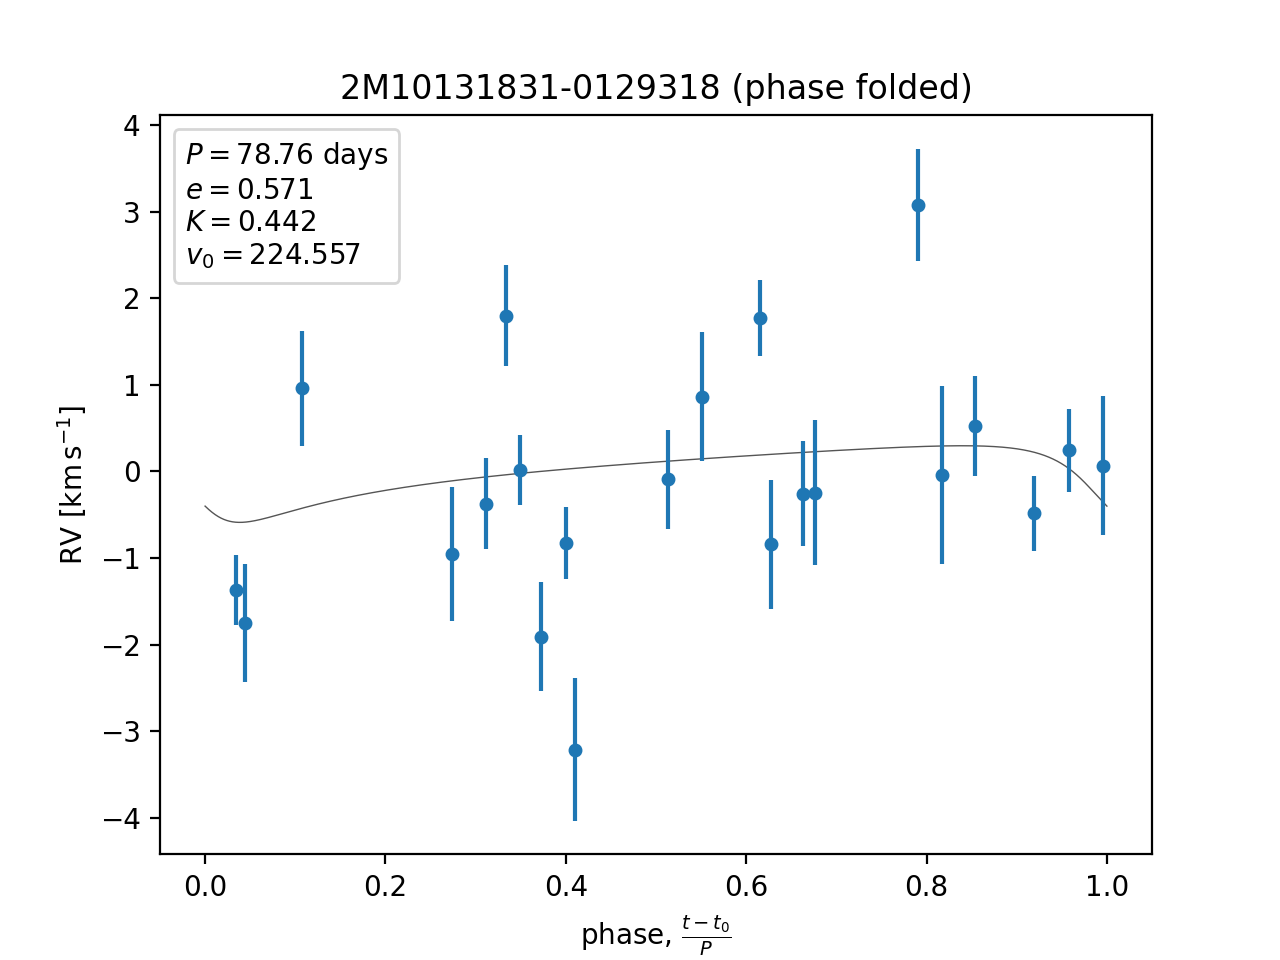 2M10131831-0129318 (phase folded)
P = 78.76 days
e = 0.571
K = 0.442
v₀ = 224.557
4
3
2
1
0
−1
−2
−3
−4
RV [km s⁻¹]
0.0 0.2 0.4 0.6 0.8 1.0
phase, (t − t₀)/P